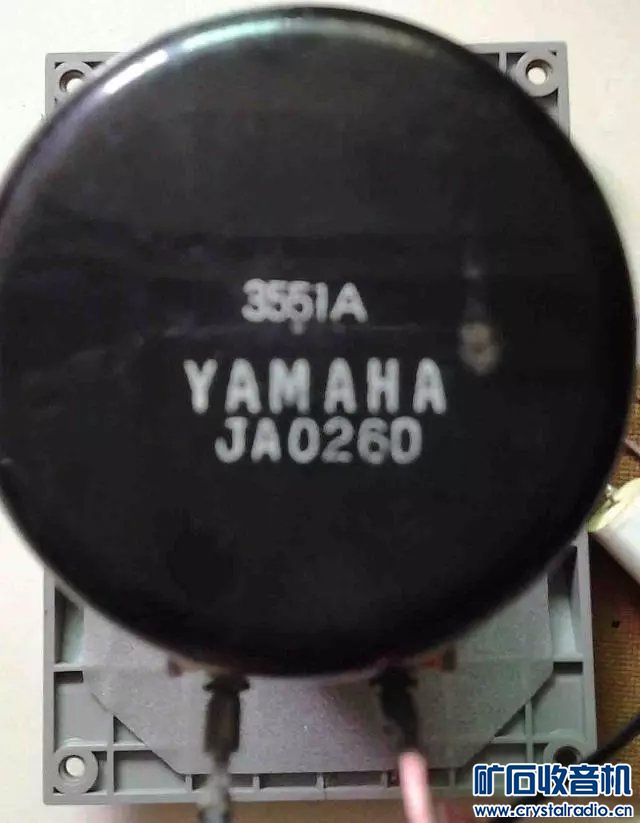 3551A
YAMAHA
JA0260
矿石收音机
www.crystalradio.cn